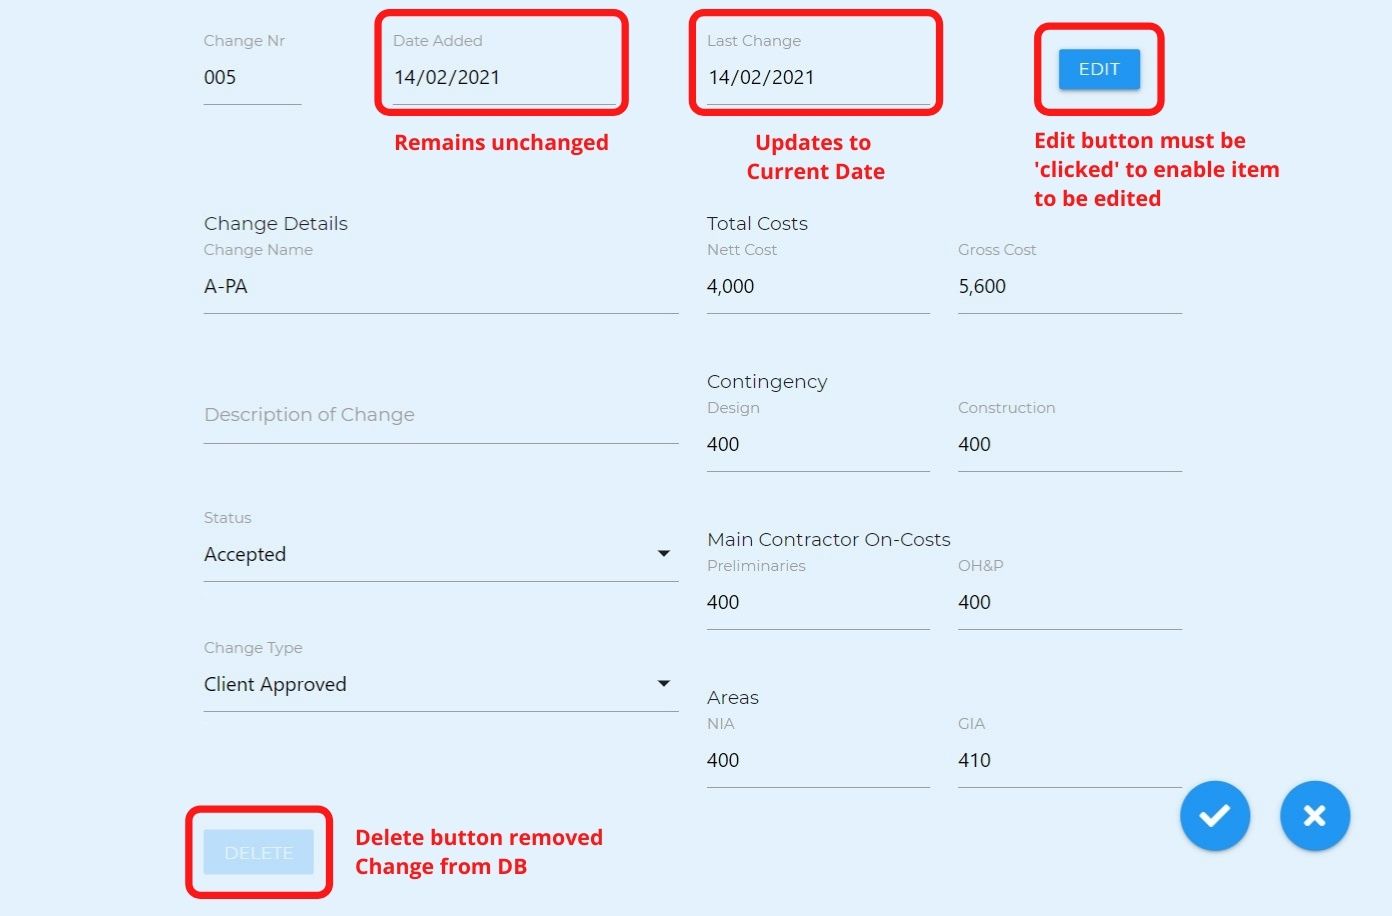 Change Nr
Date Added
Last Change
005
14/02/2021
14/02/2021
EDIT
Remains unchanged
Updates to
Current Date
Edit button must be
'clicked' to enable item
to be edited
Change Details
Change Name
A-PA
Total Costs
Nett Cost
Gross Cost
4,000
5,600
Description of Change
Contingency
Design
Construction
400
400
Status
Accepted
Main Contractor On-Costs
Preliminaries
OH&P
400
400
Change Type
Client Approved
Areas
NIA
GIA
400
410
DELETE
Delete button removed
Change from DB